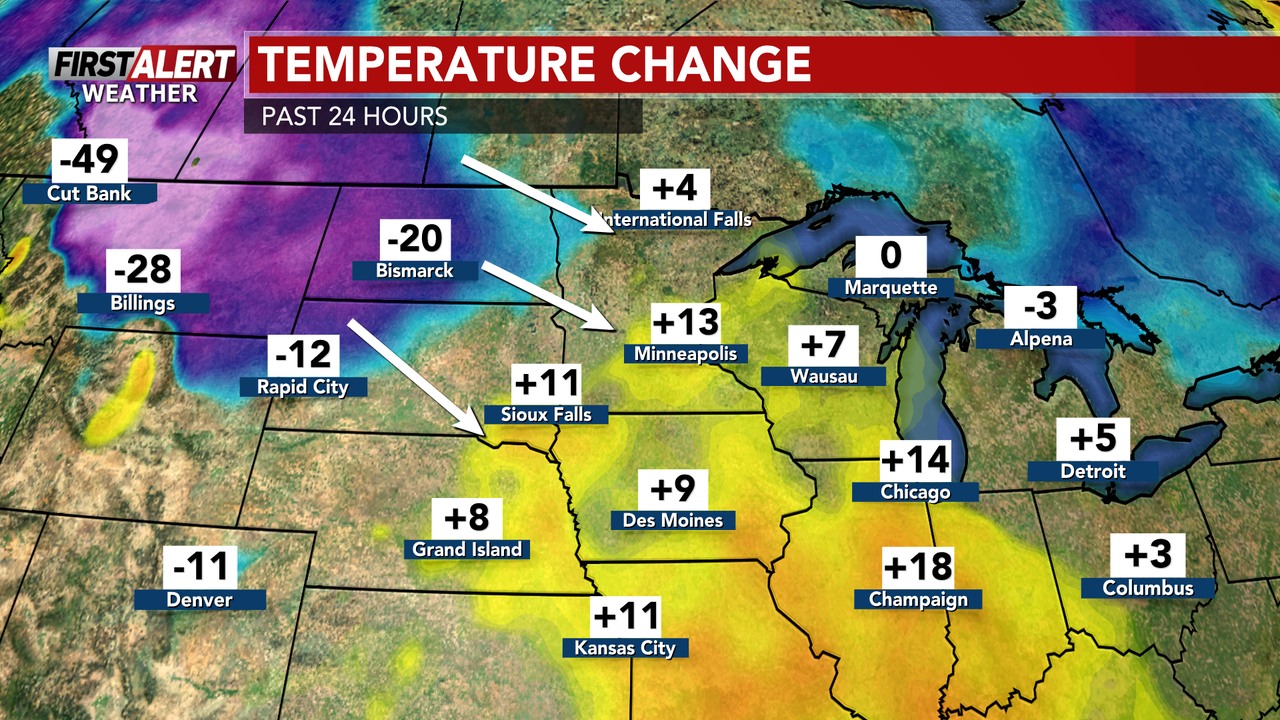 FIRST ALERT
WEATHER
TEMPERATURE CHANGE
PAST 24 HOURS
-49
Cut Bank
+4
International Falls
-20
Bismarck
0
Marquette
-28
Billings
-3
Alpena
+13
Minneapolis
+7
Wausau
-12
Rapid City
+11
Sioux Falls
+5
Detroit
+14
Chicago
+9
Des Moines
+8
Grand Island
-11
Denver
+18
Champaign
+3
Columbus
+11
Kansas City